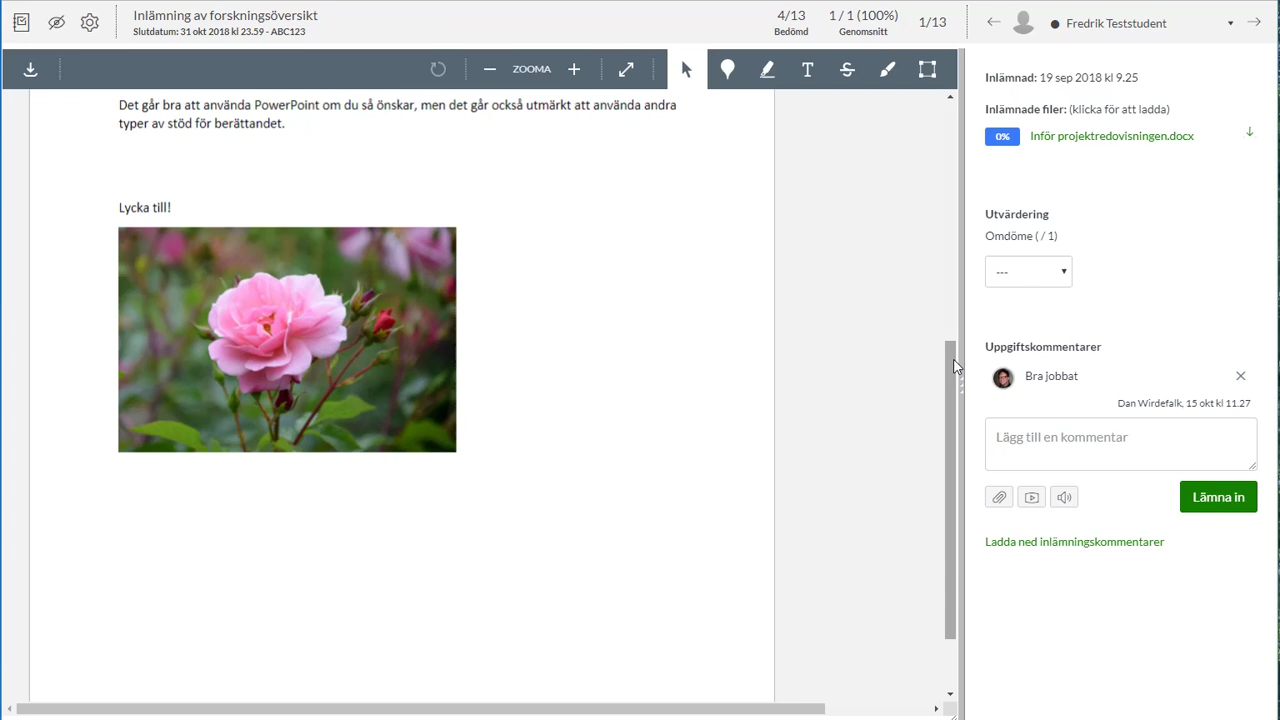 Inlämning av forskningsöversikt
Slutdatum: 31 okt 2018 kl 23.59 - ABC123
4/13
Bedömd
1 / 1 (100%)
Genomsnitt
1/13
Fredrik Teststudent
ZOOMA
T
S
Det går bra att använda PowerPoint om du så önskar, men det går också utmärkt att använda andra
typer av stöd för berättandet.
Lycka till!
Inlämnad: 19 sep 2018 kl 9.25
Inlämnade filer: (klicka för att ladda)
0% Inför projektredovisningen.docx
Utvärdering
Omdöme ( / 1)
---
Uppgiftskommentarer
Bra jobbat
Dan Wirdefalk, 15 okt kl 11.27
Lägg till en kommentar
Lämna in
Ladda ned inlämningskommentarer